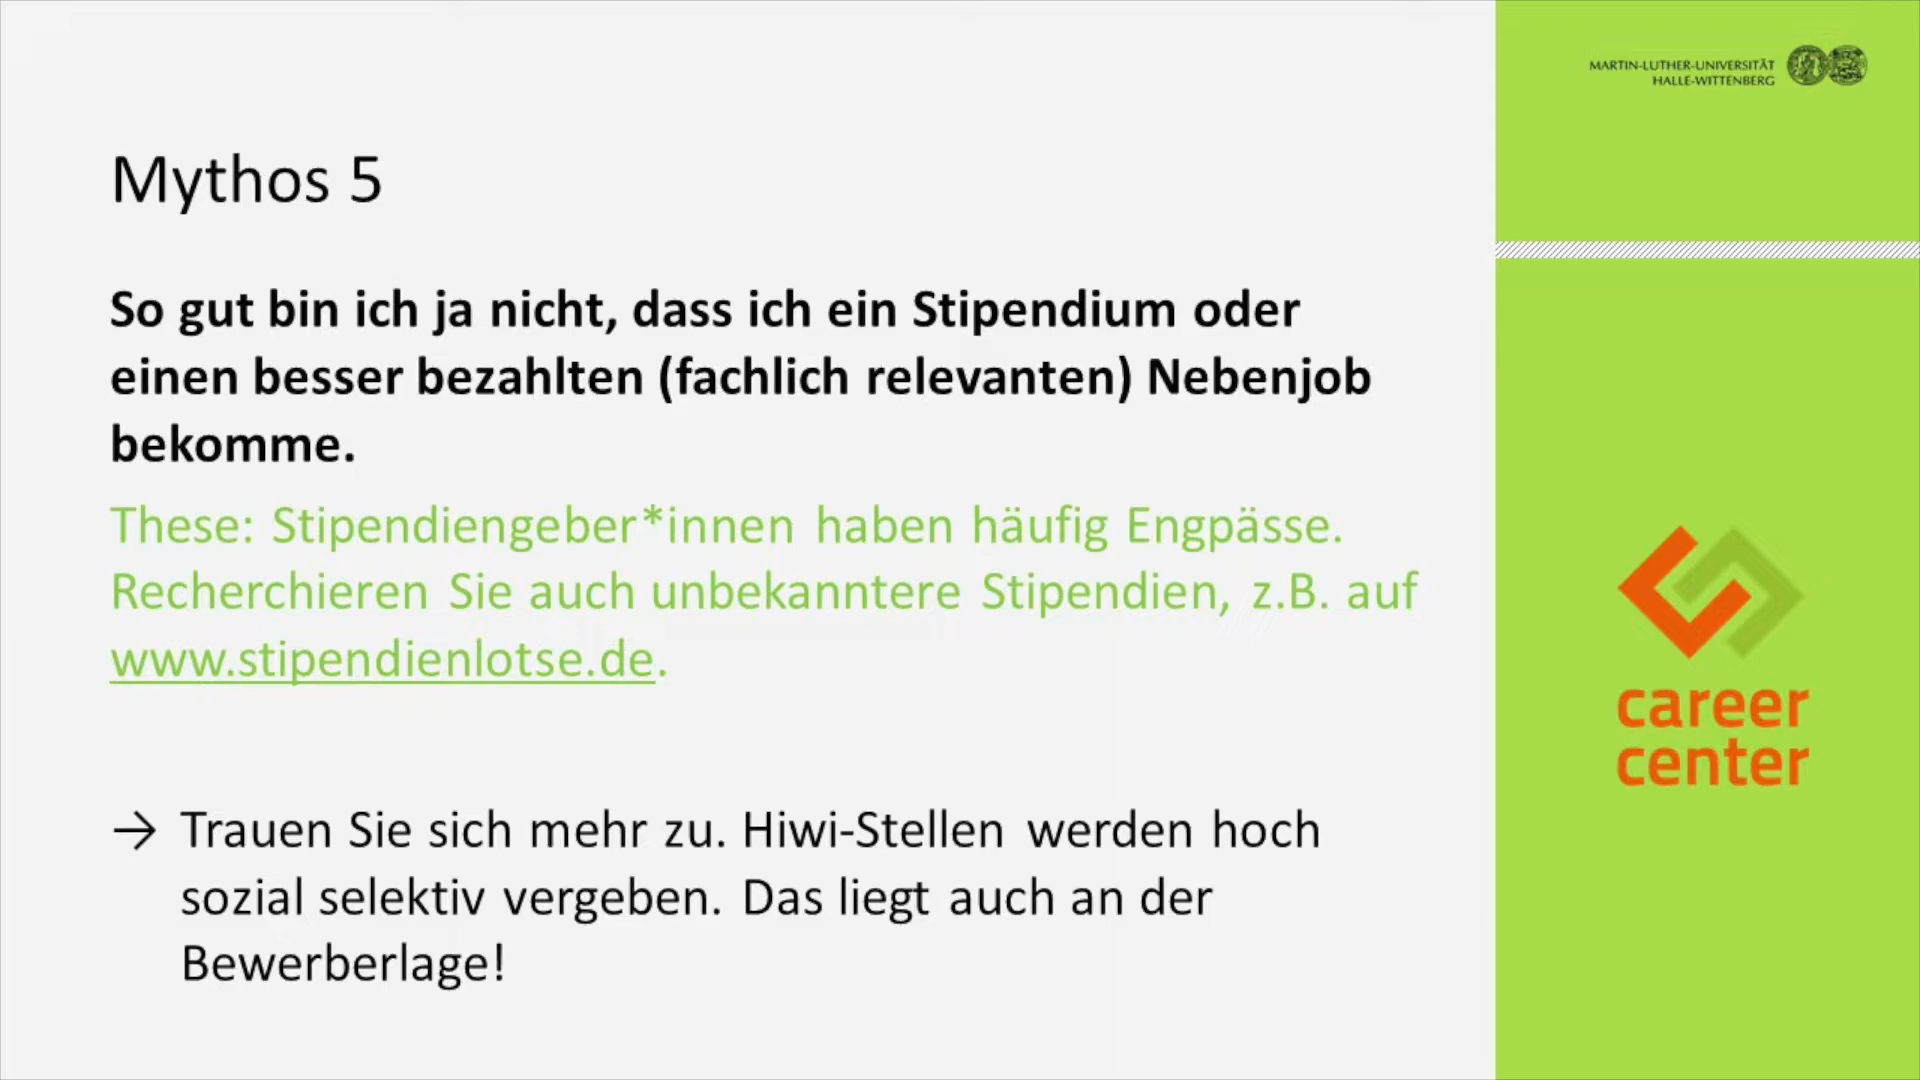 MARTIN-LUTHER-UNIVERSITÄT
HALLE-WITTENBERG
Mythos 5
So gut bin ich ja nicht, dass ich ein Stipendium oder
einen besser bezahlten (fachlich relevanten) Nebenjob
bekomme.
These: Stipendiengeber*innen haben häufig Engpässe.
Recherchieren Sie auch unbekanntere Stipendien, z.B. auf
www.stipendienlotse.de.
→ Trauen Sie sich mehr zu. Hiwi-Stellen werden hoch
sozial selektiv vergeben. Das liegt auch an der
Bewerberlage!
career
center